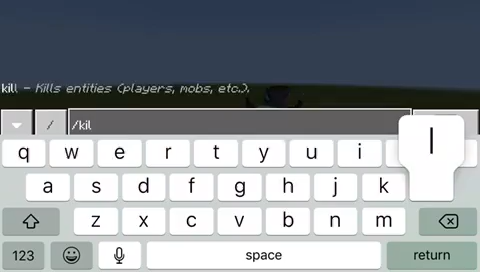 kill - Kills entities (players, mobs, etc.).
/ /kil
q w e r t y u i
l
a s d f g h j k
z x c v b n m
123 space return